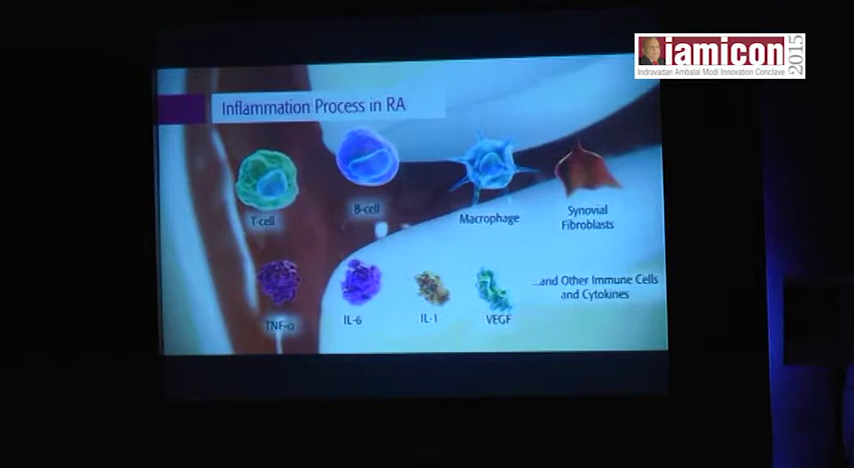 iamicon
2015
Indravadan Ambalal Modi Innovation Conclave
Inflammation Process in RA
T-cell
B-cell
Macrophage
Synovial
Fibroblasts
TNF-α
IL-6
IL-1
VEGF
...and Other Immune Cells
and Cytokines